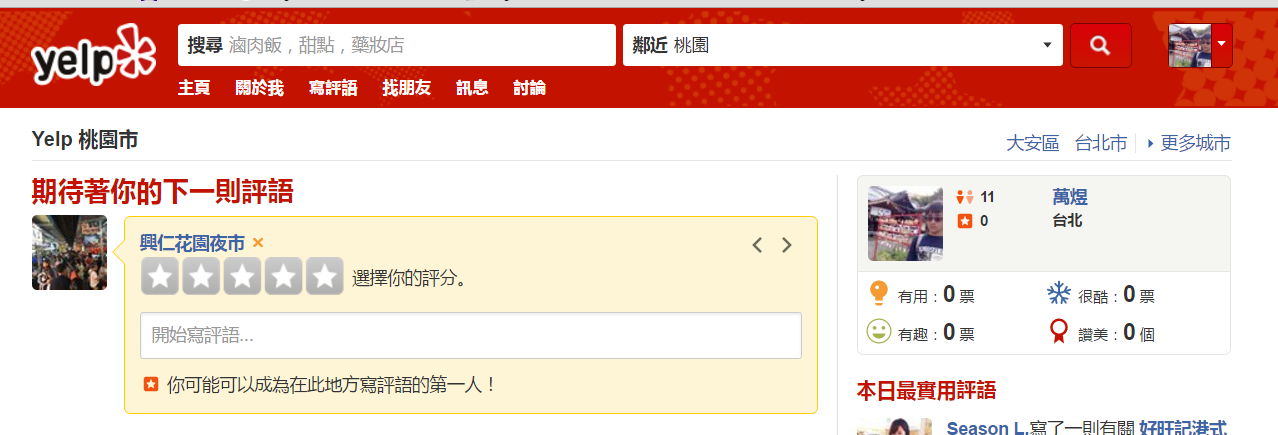 yelp
搜尋 滷肉飯，甜點，藥妝店
鄰近 桃園
主頁 關於我 寫評語 找朋友 訊息 討論
Yelp 桃園市
大安區 台北市 更多城市
期待著你的下一則評語
興仁花園夜市
選擇你的評分。
開始寫評語...
你可能可以成為在此地方寫評語的第一人！
11 萬煜
0 台北
有用：0 票 很酷：0 票
有趣：0 票 讚美：0 個
本日最實用評語
Season L.寫了一則有關 好旺記港式